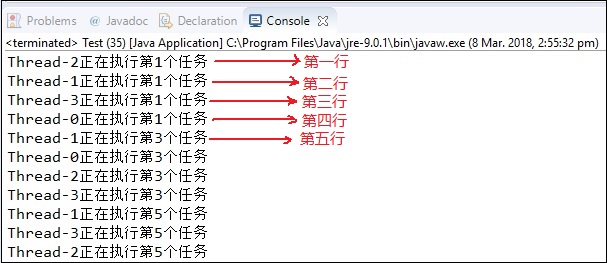 Problems @ Javadoc Declaration Console
<terminated> Test (35) [Java Application] C:\Program Files\Java\jre-9.0.1\bin\javaw.exe (8 Mar. 2018, 2:55:32 pm)
Thread-2正在执行第1个任务 第一行
Thread-1正在执行第1个任务 第二行
Thread-3正在执行第1个任务 第三行
Thread-0正在执行第1个任务 第四行
Thread-1正在执行第3个任务 第五行
Thread-0正在执行第3个任务
Thread-2正在执行第3个任务
Thread-3正在执行第3个任务
Thread-1正在执行第5个任务
Thread-3正在执行第5个任务
Thread-2正在执行第5个任务